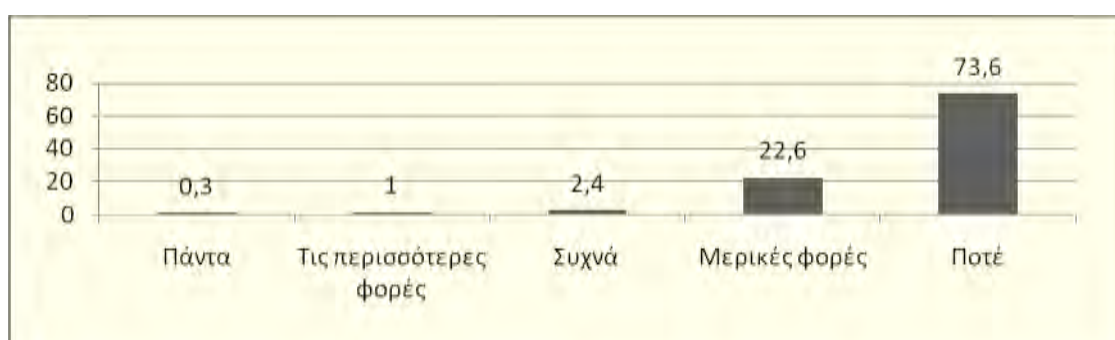 73,6
80
60
40
22,6
20
0,3
1
2,4
0
Πάντα
Τις περισσότερες
φορές
Συχνά
Μερικές φορές
Ποτέ